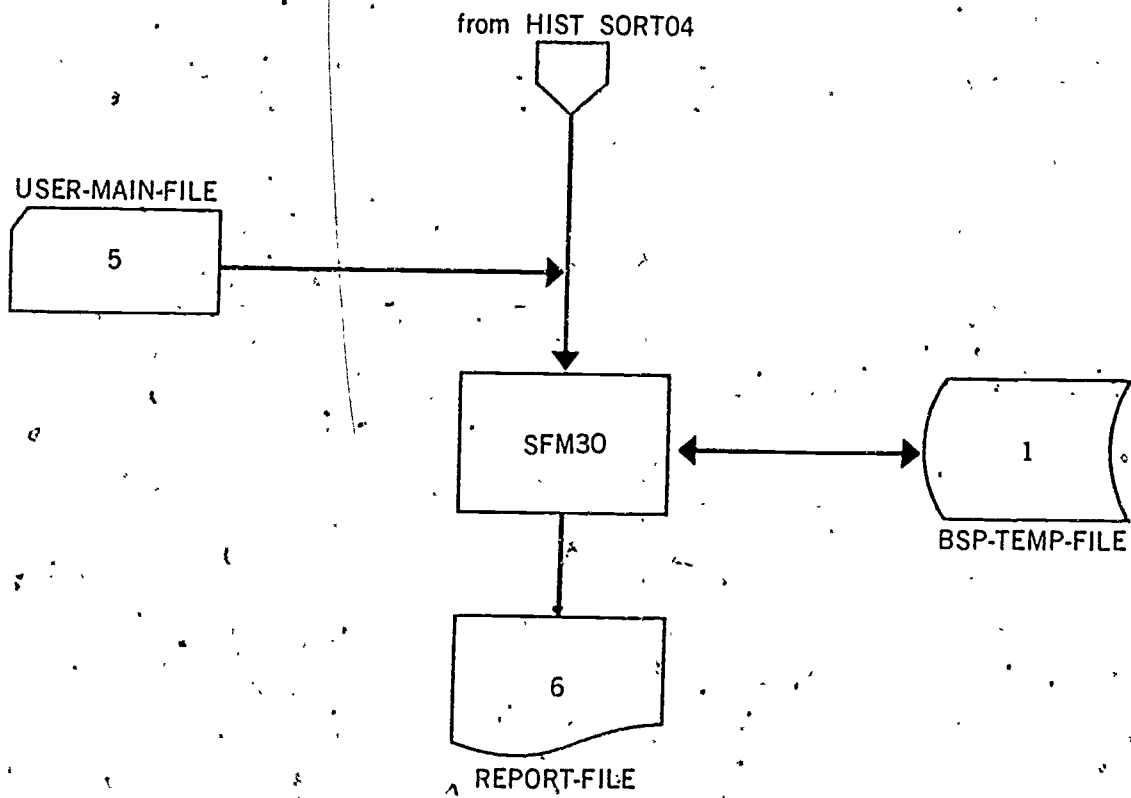 from HIST SORT04
USER-MAIN-FILE
5
SFM30
1
BSP-TEMP-FILE
6
REPORT-FILE